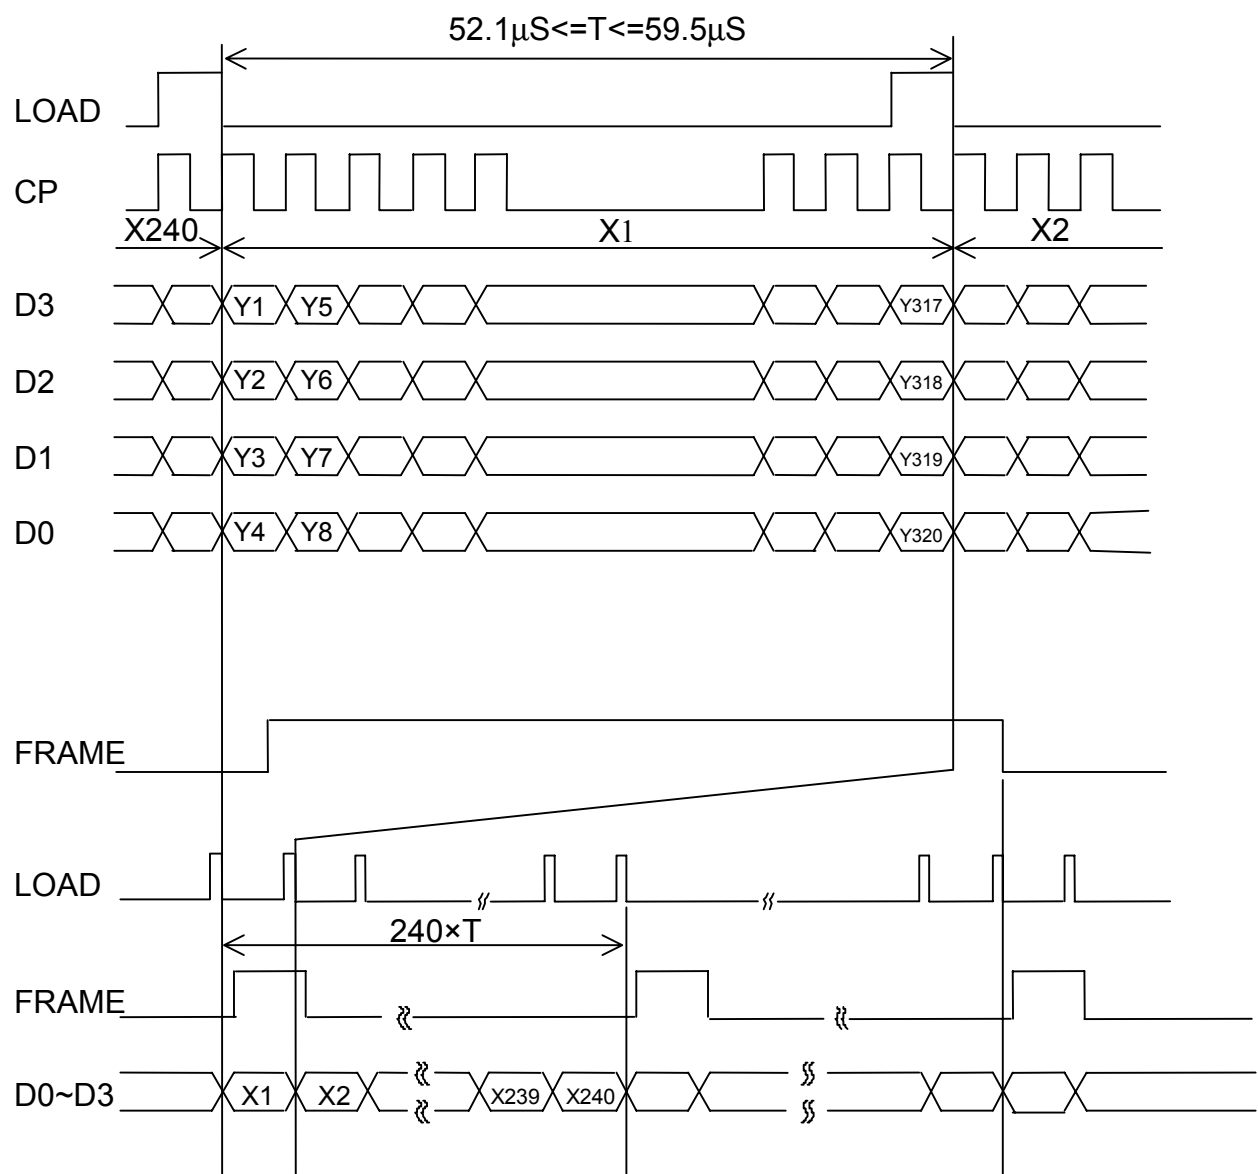 52.1μS<=T<=59.5μS
LOAD
CP
X240 X1 X2
D3 Y1 Y5 Y317
D2 Y2 Y6 Y318
D1 Y3 Y7 Y319
D0 Y4 Y8 Y320
FRAME
LOAD
240×T
FRAME
D0~D3 X1 X2 X239 X240